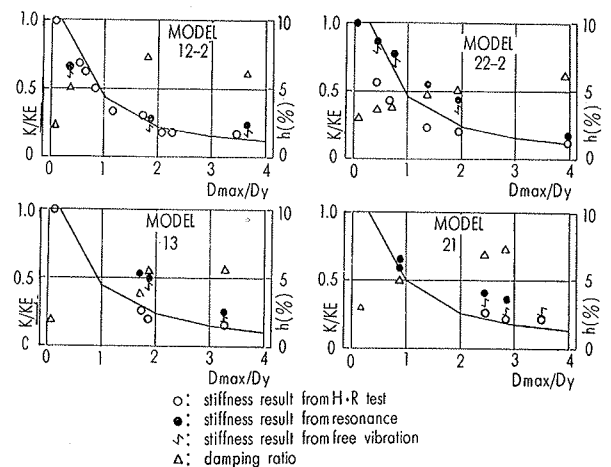 1.0
MODEL
12-2
10
K/KE
0.5
5
h(%)
0
0
0
1
2
3
4
Dmax/Dy
1.0
MODEL
22-2
10
K/KE
0.5
5
h(%)
0
0
0
1
2
3
4
Dmax/Dy
1.0
MODEL
13
10
K/KE
0.5
5
h(%)
C
0
0
1
2
3
4
Dmax/Dy
1.0
MODEL
21
10
K/KE
0.5
5
h(%)
0
0
0
1
2
3
4
Dmax/Dy
○: stiffness result from H•R test
●: stiffness result from resonance
ϟ: stiffness result from free vibration
△: damping ratio